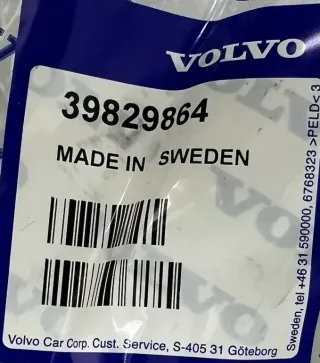 VOLVO
39829864
MADE IN SWEDEN
Volvo Car Corp. Cust. Service, S-405 31 Göteborg
Sweden, tel +46 31 590000, 6768323 >PELD<3